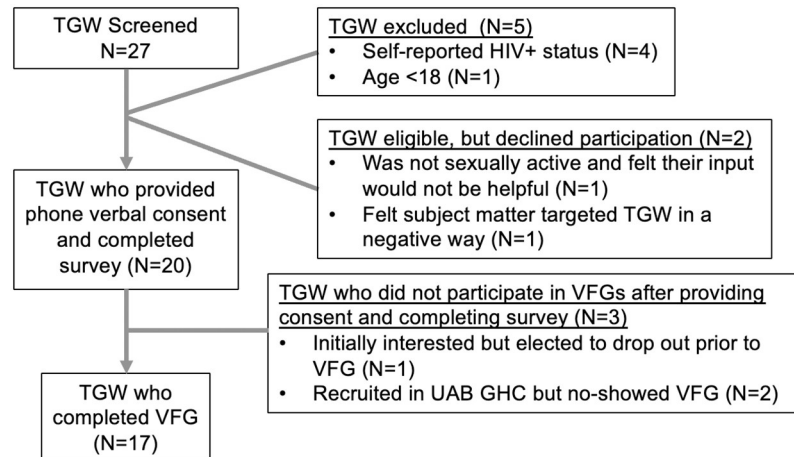 TGW Screened
N=27
TGW excluded  (N=5)
• Self-reported HIV+ status (N=4)
• Age <18 (N=1)
TGW eligible, but declined participation (N=2)
• Was not sexually active and felt their input
would not be helpful (N=1)
• Felt subject matter targeted TGW in a
negative way (N=1)
TGW who provided
phone verbal consent
and completed
survey (N=20)
TGW who did not participate in VFGs after providing
consent and completing survey (N=3)
• Initially interested but elected to drop out prior to
VFG (N=1)
• Recruited in UAB GHC but no-showed VFG (N=2)
TGW who
completed VFG
(N=17)